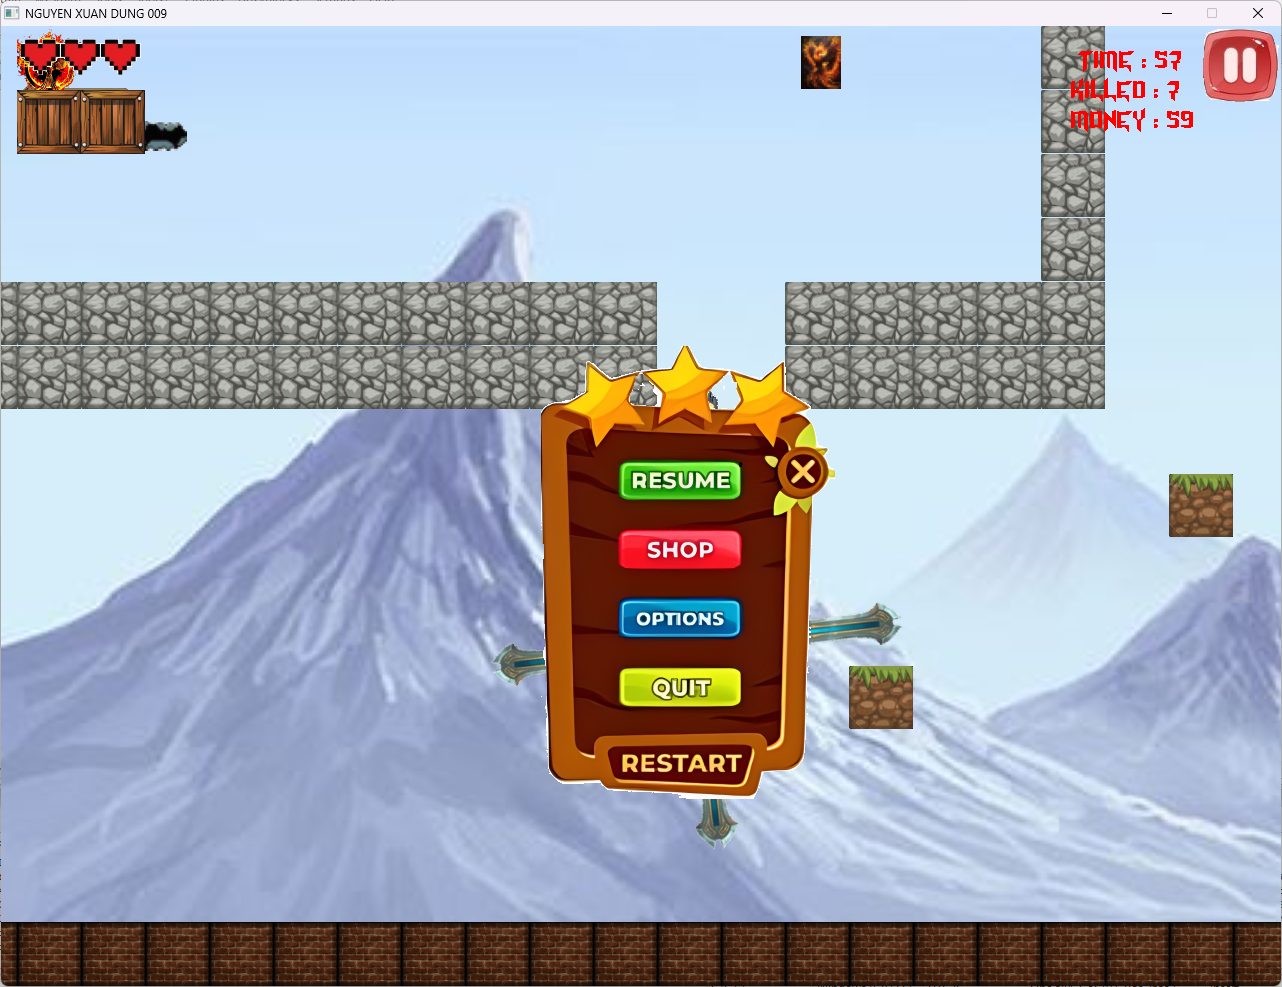 NGUYEN XUAN DUNG 009
TIME : 57
KILLED : 7
MONEY : 59
RESUME
SHOP
OPTIONS
QUIT
RESTART